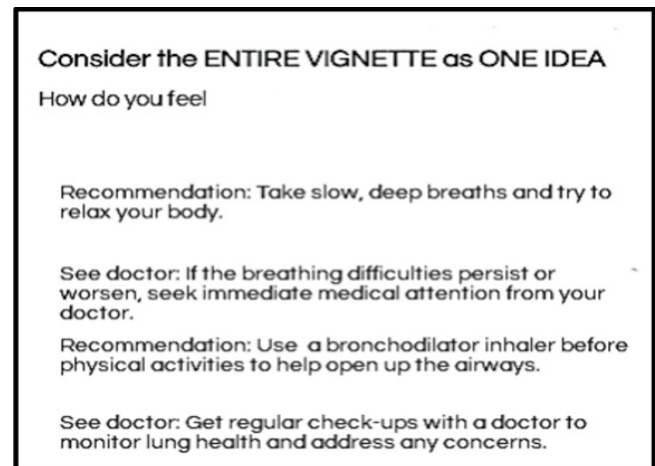 Consider the ENTIRE VIGNETTE as ONE IDEA
How do you feel
Recommendation: Take slow, deep breaths and try to
relax your body.
See doctor: If the breathing difficulties persist or
worsen, seek immediate medical attention from your
doctor.
Recommendation: Use a bronchodilator inhaler before
physical activities to help open up the airways.
See doctor: Get regular check-ups with a doctor to
monitor lung health and address any concerns.